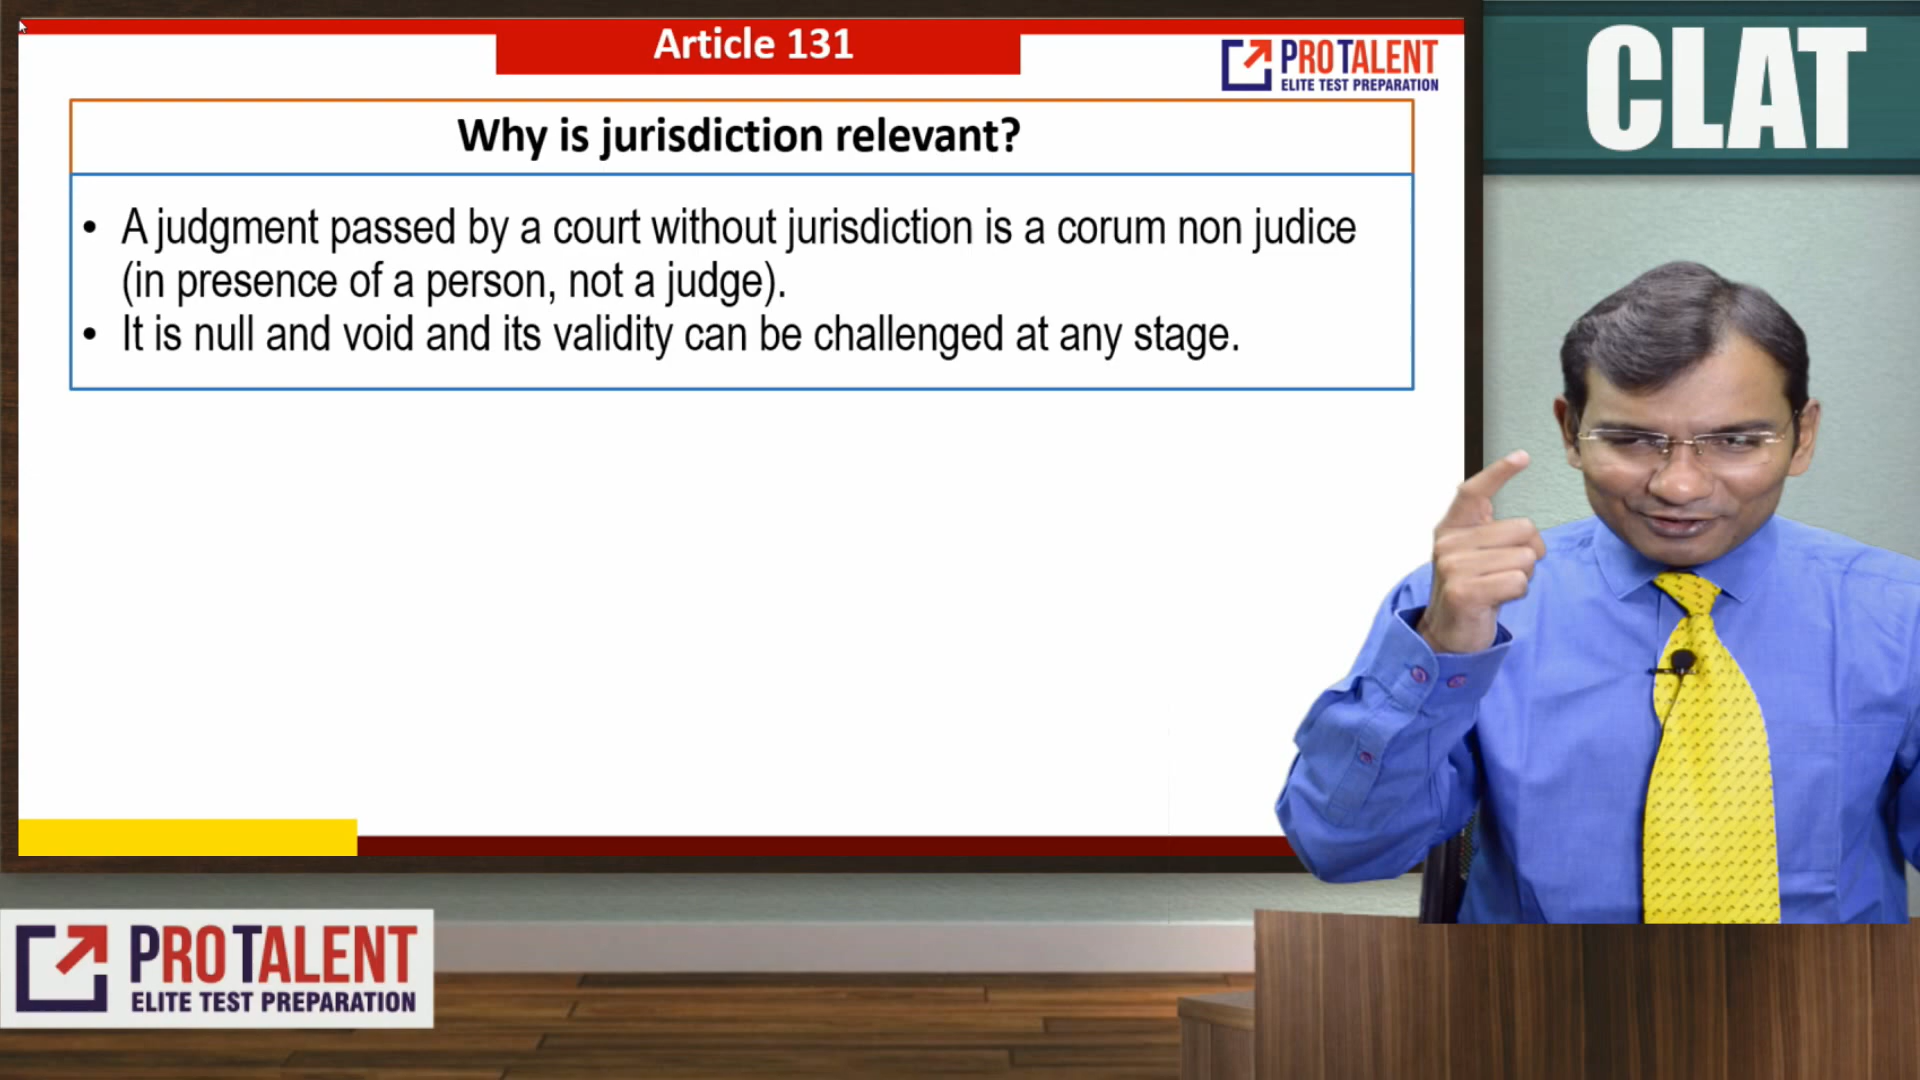 Article 131
PROTALENT
ELITE TEST PREPARATION
CLAT
Why is jurisdiction relevant?
• A judgment passed by a court without jurisdiction is a corum non judice
(in presence of a person, not a judge).
• It is null and void and its validity can be challenged at any stage.
PROTALENT
ELITE TEST PREPARATION